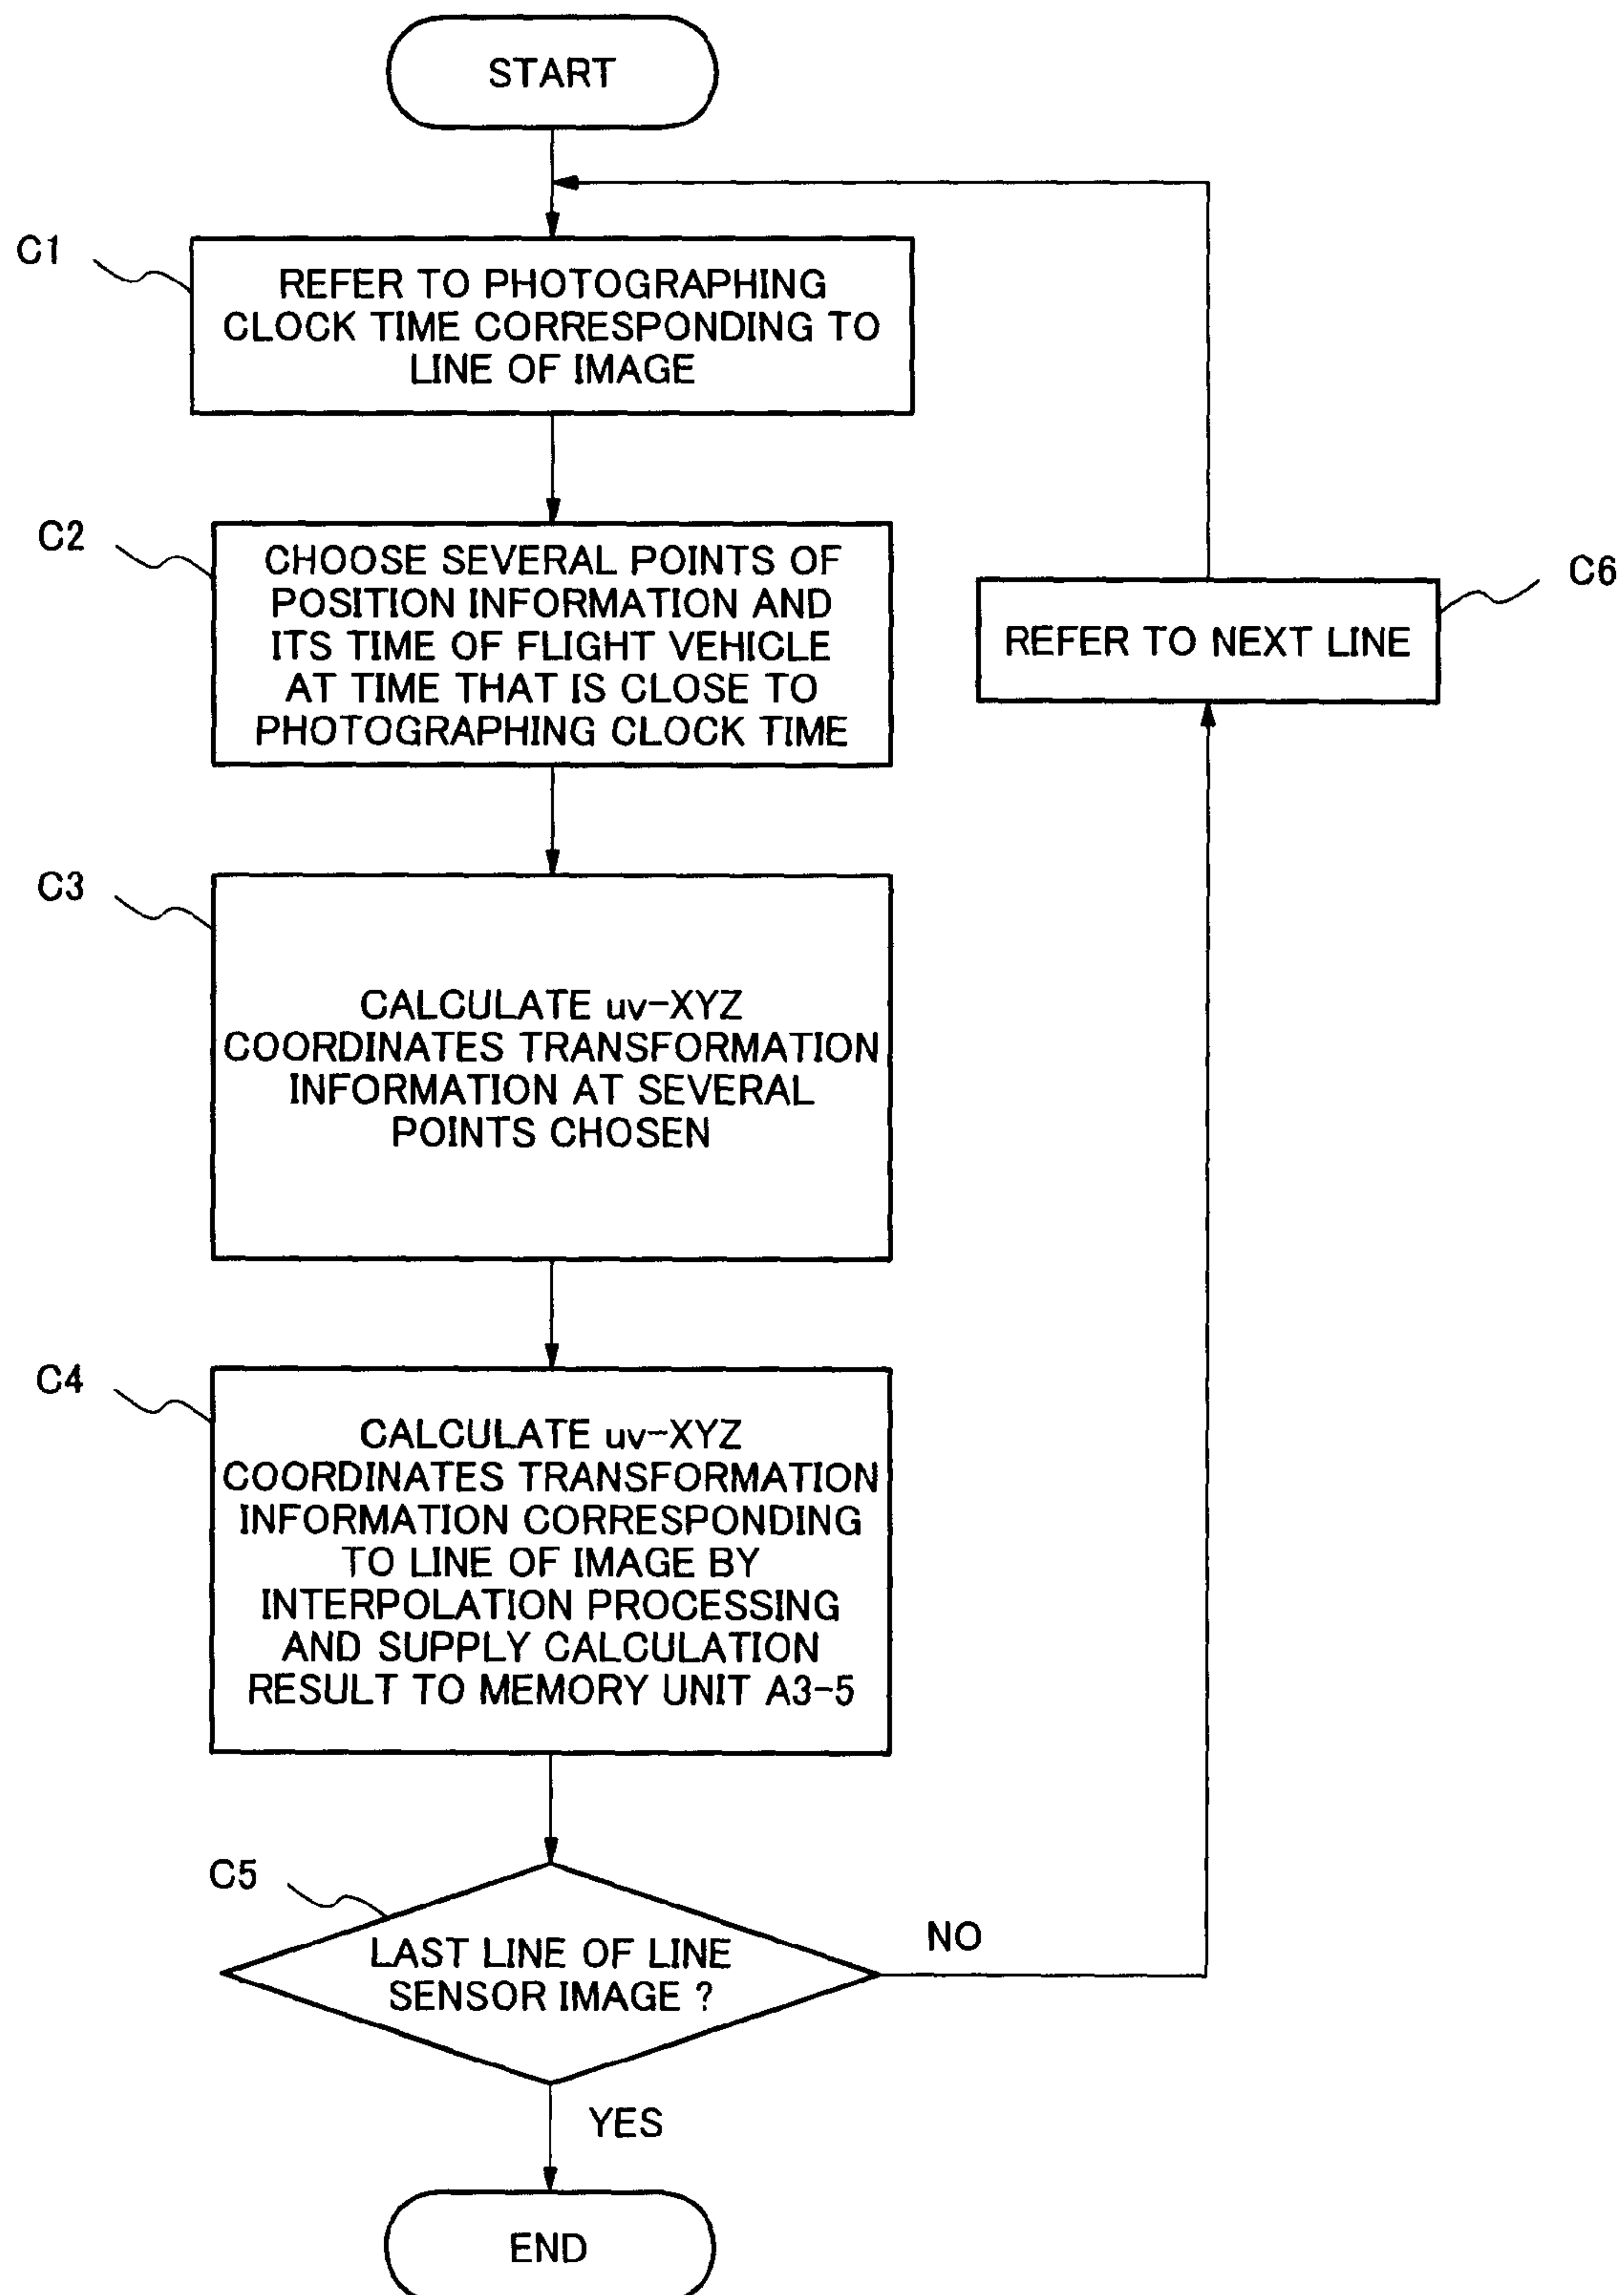 START
C1
REFER TO PHOTOGRAPHING
CLOCK TIME CORRESPONDING TO
LINE OF IMAGE
C2
CHOOSE SEVERAL POINTS OF
POSITION INFORMATION AND
ITS TIME OF FLIGHT VEHICLE
AT TIME THAT IS CLOSE TO
PHOTOGRAPHING CLOCK TIME
C6
REFER TO NEXT LINE
C3
CALCULATE uv-XYZ
COORDINATES TRANSFORMATION
INFORMATION AT SEVERAL
POINTS CHOSEN
C4
CALCULATE uv-XYZ
COORDINATES TRANSFORMATION
INFORMATION CORRESPONDING
TO LINE OF IMAGE BY
INTERPOLATION PROCESSING
AND SUPPLY CALCULATION
RESULT TO MEMORY UNIT A3-5
C5
LAST LINE OF LINE
SENSOR IMAGE ?
NO
YES
END